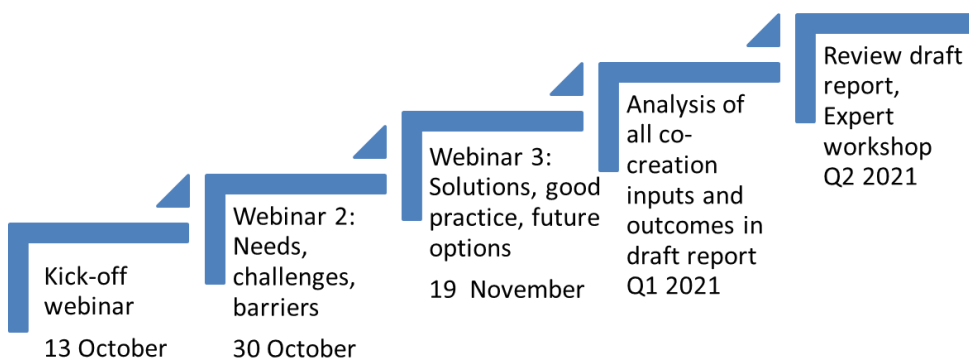 Kick-off
webinar
13 October
Webinar 2:
Needs,
challenges,
barriers
30 October
Webinar 3:
Solutions, good
practice, future
options
19 November
Analysis of
all co-
creation
inputs and
outcomes in
draft report
Q1 2021
Review draft
report,
Expert
workshop
Q2 2021